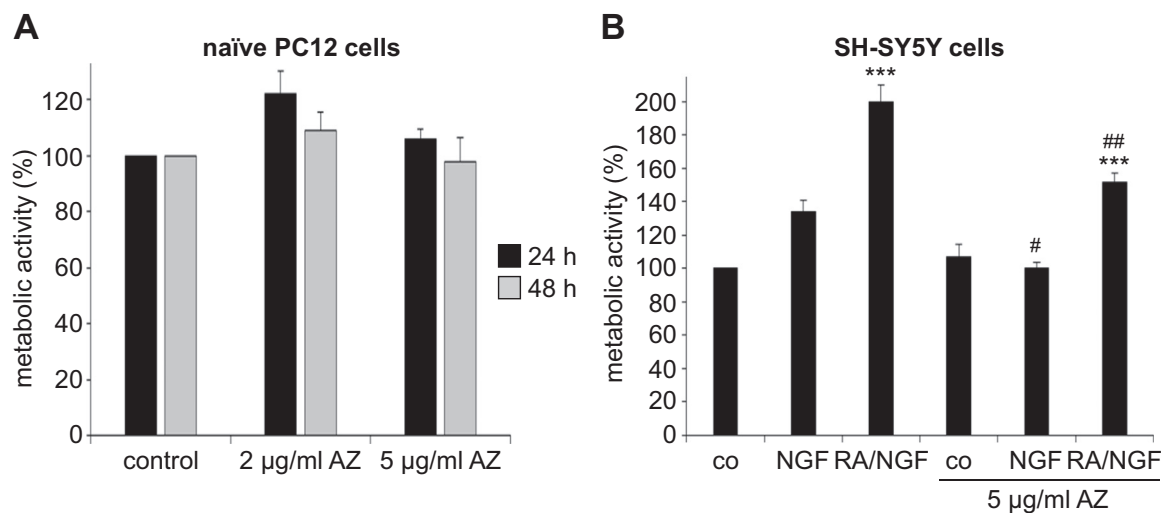 A
naïve PC12 cells
metabolic activity (%)
120
100
80
60
40
20
0
control
2 µg/ml AZ
5 µg/ml AZ
24 h
48 h
B
SH-SY5Y cells
metabolic activity (%)
200
180
160
140
120
100
80
60
40
20
0
***
#
##
***
co
NGF
RA/NGF
co
NGF
RA/NGF
5 µg/ml AZ